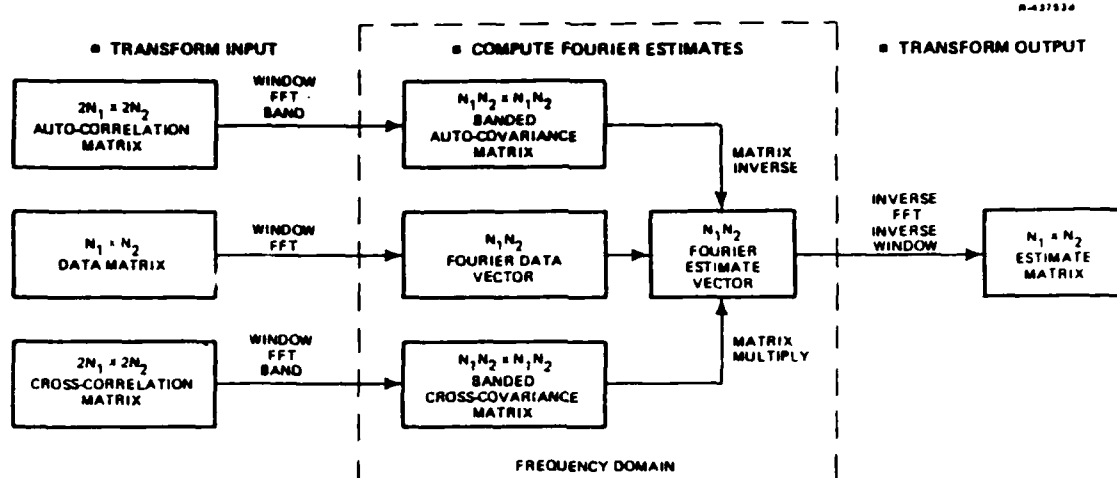 R-43753a
■ TRANSFORM INPUT
■ COMPUTE FOURIER ESTIMATES
■ TRANSFORM OUTPUT
2N₁ × 2N₂
AUTO-CORRELATION
MATRIX
WINDOW
FFT
BAND
N₁N₂ × N₁N₂
BANDED
AUTO-COVARIANCE
MATRIX
MATRIX
INVERSE
N₁ × N₂
DATA MATRIX
WINDOW
FFT
N₁N₂
FOURIER DATA
VECTOR
N₁N₂
FOURIER
ESTIMATE
VECTOR
INVERSE
FFT
INVERSE
WINDOW
N₁ × N₂
ESTIMATE
MATRIX
2N₁ × 2N₂
CROSS-CORRELATION
MATRIX
WINDOW
FFT
BAND
N₁N₂ × N₁N₂
BANDED
CROSS-COVARIANCE
MATRIX
MATRIX
MULTIPLY
FREQUENCY DOMAIN